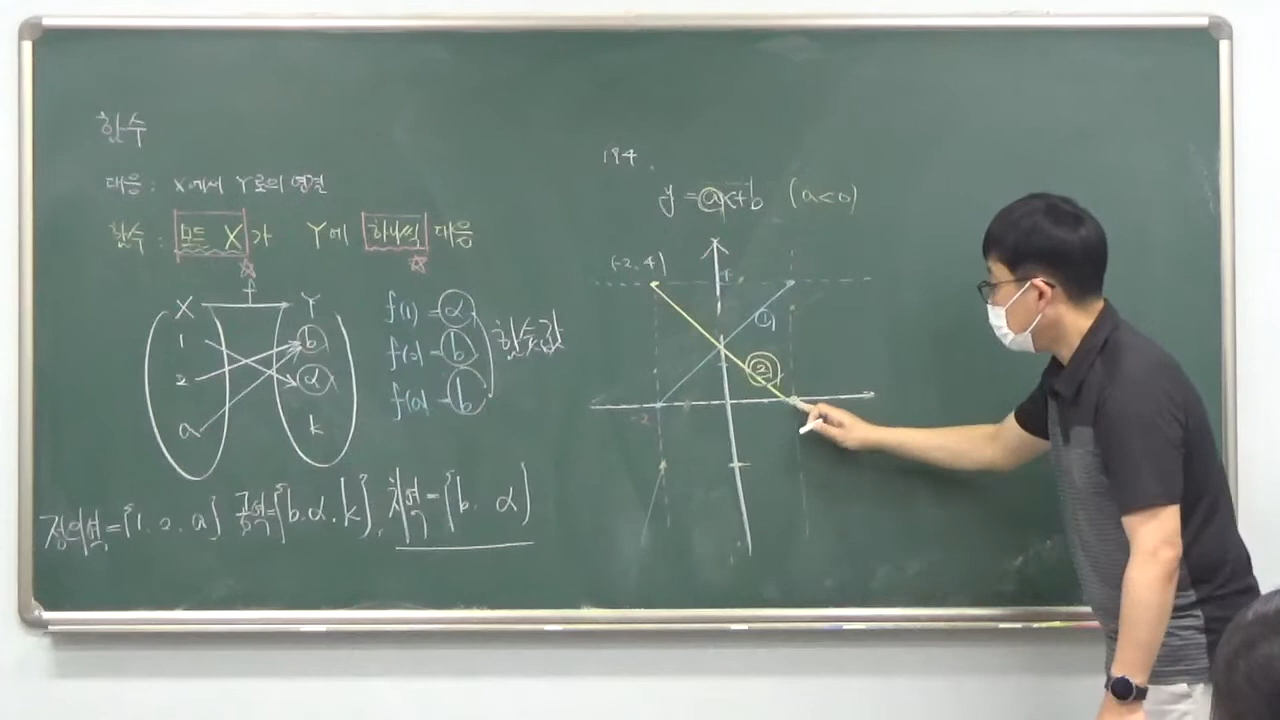 함수
대응 : X에서 Y로의 연결
함수 : 모든 X가 Y에 하나씩 대응
f
X Y
1 b
2 α
a k
f(1) = α
f(2) = b
f(a) = b
함숫값
정의역 = {1, 2, a} 공역 = {b, α, k}, 치역 = {b, α}
194.
y = ax+b (a<0)
(-2, 4) 4
①
②
-2